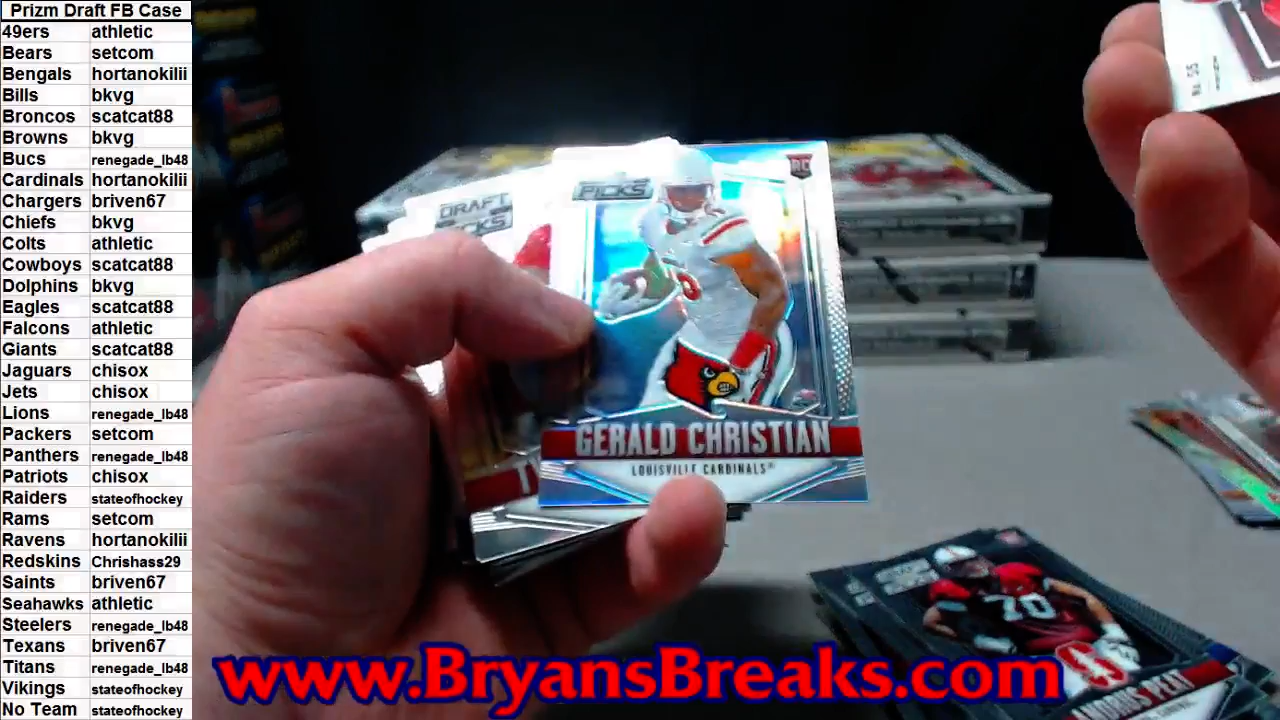 Prizm Draft FB Case
49ers athletic
Bears setcom
Bengals hortanokilii
Bills bkvg
Broncos scatcat88
Browns bkvg
Bucs renegade_lb48
Cardinals hortanokilii
Chargers briven67
Chiefs bkvg
Colts athletic
Cowboys scatcat88
Dolphins bkvg
Eagles scatcat88
Falcons athletic
Giants scatcat88
Jaguars chisox
Jets chisox
Lions renegade_lb48
Packers setcom
Panthers renegade_lb48
Patriots chisox
Raiders stateofhockey
Rams setcom
Ravens hortanokilii
Redskins Chrishass29
Saints briven67
Seahawks athletic
Steelers renegade_lb48
Texans briven67
Titans renegade_lb48
Vikings stateofhockey
No Team stateofhockey
PICKS
RC
GERALD CHRISTIAN
LOUISVILLE CARDINALS
DRAFT
PICKS
70
PEAT
www.BryansBreaks.com